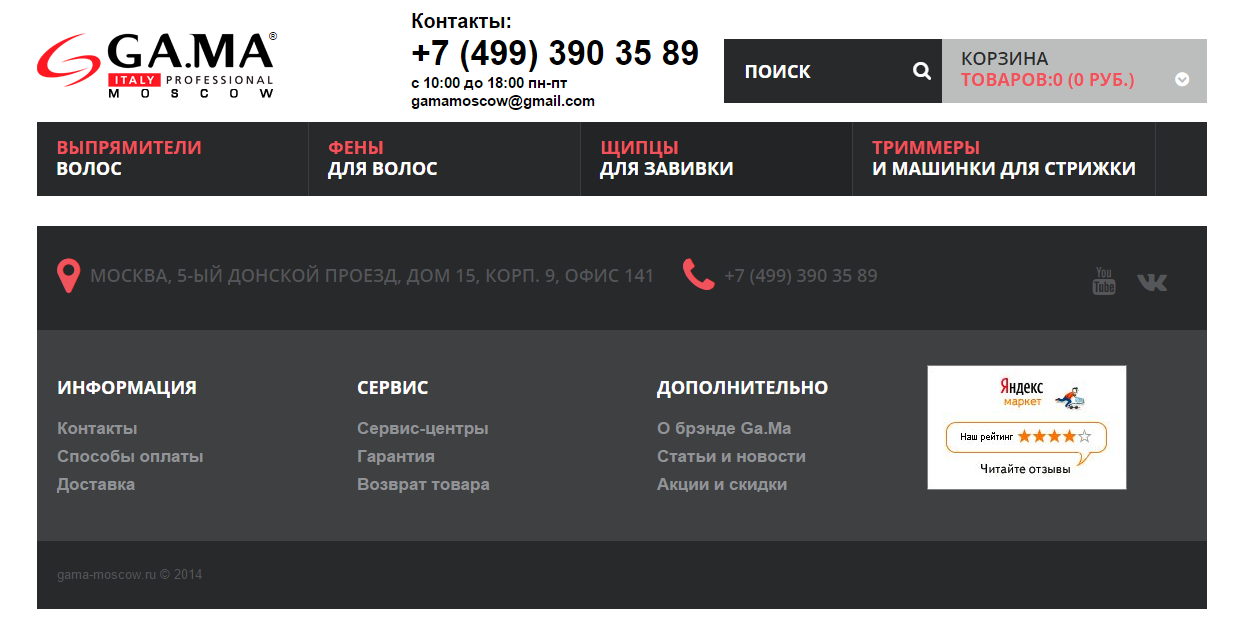 GA.MA®
ITALY PROFESSIONAL
MOSCOW
Контакты:
+7 (499) 390 35 89
с 10:00 до 18:00 пн-пт
gamamoscow@gmail.com
ПОИСК
КОРЗИНА
ТОВАРОВ:0 (0 РУБ.)
ВЫПРЯМИТЕЛИ
ВОЛОС
ФЕНЫ
ДЛЯ ВОЛОС
ЩИПЦЫ
ДЛЯ ЗАВИВКИ
ТРИММЕРЫ
И МАШИНКИ ДЛЯ СТРИЖКИ
МОСКВА, 5-ЫЙ ДОНСКОЙ ПРОЕЗД, ДОМ 15, КОРП. 9, ОФИС 141
+7 (499) 390 35 89
You
Tube
ИНФОРМАЦИЯ
Контакты
Способы оплаты
Доставка
СЕРВИС
Сервис-центры
Гарантия
Возврат товара
ДОПОЛНИТЕЛЬНО
О брэнде Ga.Ma
Статьи и новости
Акции и скидки
Яндекс
маркет
Наш рейтинг
Читайте отзывы
gama-moscow.ru © 2014